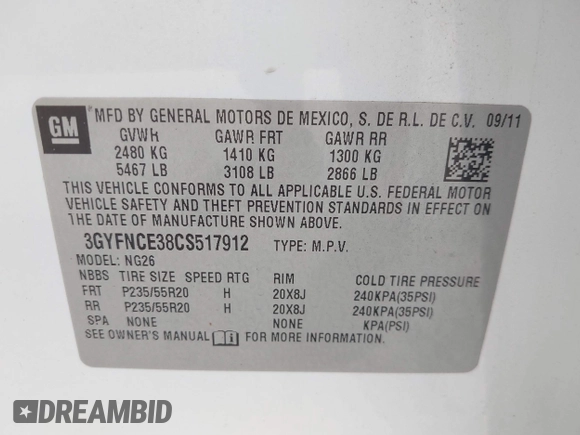 GM
MFD BY GENERAL MOTORS DE MEXICO, S. DE R.L. DE C.V. 09/11
GVWR GAWR FRT GAWR RR
2480 KG 1410 KG 1300 KG
5467 LB 3108 LB 2866 LB
THIS VEHICLE CONFORMS TO ALL APPLICABLE U.S. FEDERAL MOTOR
VEHICLE SAFETY AND THEFT PREVENTION STANDARDS IN EFFECT ON
THE DATE OF MANUFACTURE SHOWN ABOVE.
3GYFNCE38CS517912 TYPE: M.P.V.
MODEL: NG26
NBBS TIRE SIZE SPEED RTG RIM COLD TIRE PRESSURE
FRT P235/55R20 H 20X8J 240KPA(35PSI)
RR P235/55R20 H 20X8J 240KPA(35PSI)
SPA NONE NONE KPA(PSI)
SEE OWNER'S MANUAL i FOR MORE INFORMATION.
DREAMBID